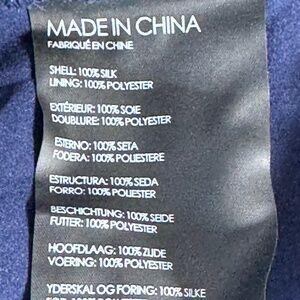 MADE IN CHINA
FABRIQUÉ EN CHINE
SHELL: 100% SILK
LINING: 100% POLYESTER
EXTÉRIEUR: 100% SOIE
DOUBLURE: 100% POLYESTER
ESTERNO: 100% SETA
FODERA: 100% POLIESTERE
ESTRUCTURA: 100% SEDA
FORRO: 100% POLIESTER
BESCHICHTUNG: 100% SEIDE
FUTTER: 100% POLYESTER
HOOFDLAAG: 100% ZIJDE
VOERING: 100% POLYESTER
YDERSKAL OG FORING: 100% SILKE